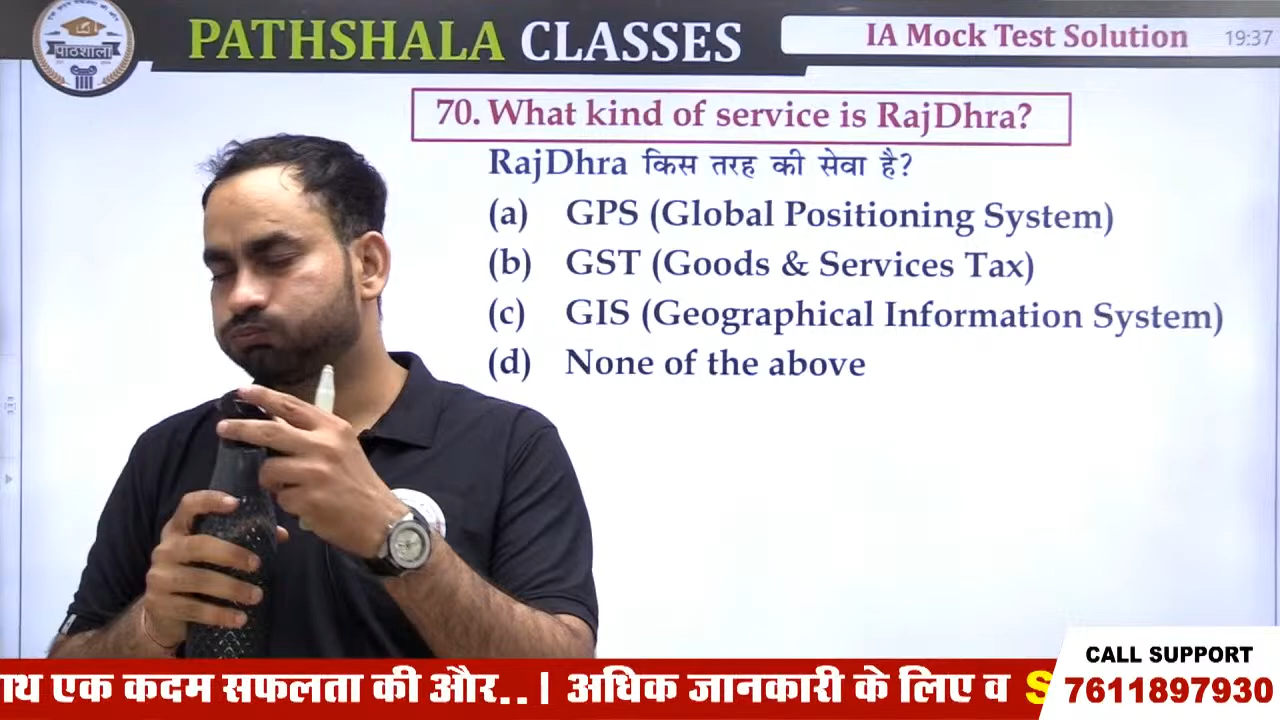 पाठशाला
PATHSHALA CLASSES
IA Mock Test Solution
19:37
70. What kind of service is RajDhra?
RajDhra किस तरह की सेवा है?
(a) GPS (Global Positioning System)
(b) GST (Goods & Services Tax)
(c) GIS (Geographical Information System)
(d) None of the above
CALL SUPPORT
7611897930
एक कदम सफलता की और..। अधिक जानकारी के लिए व